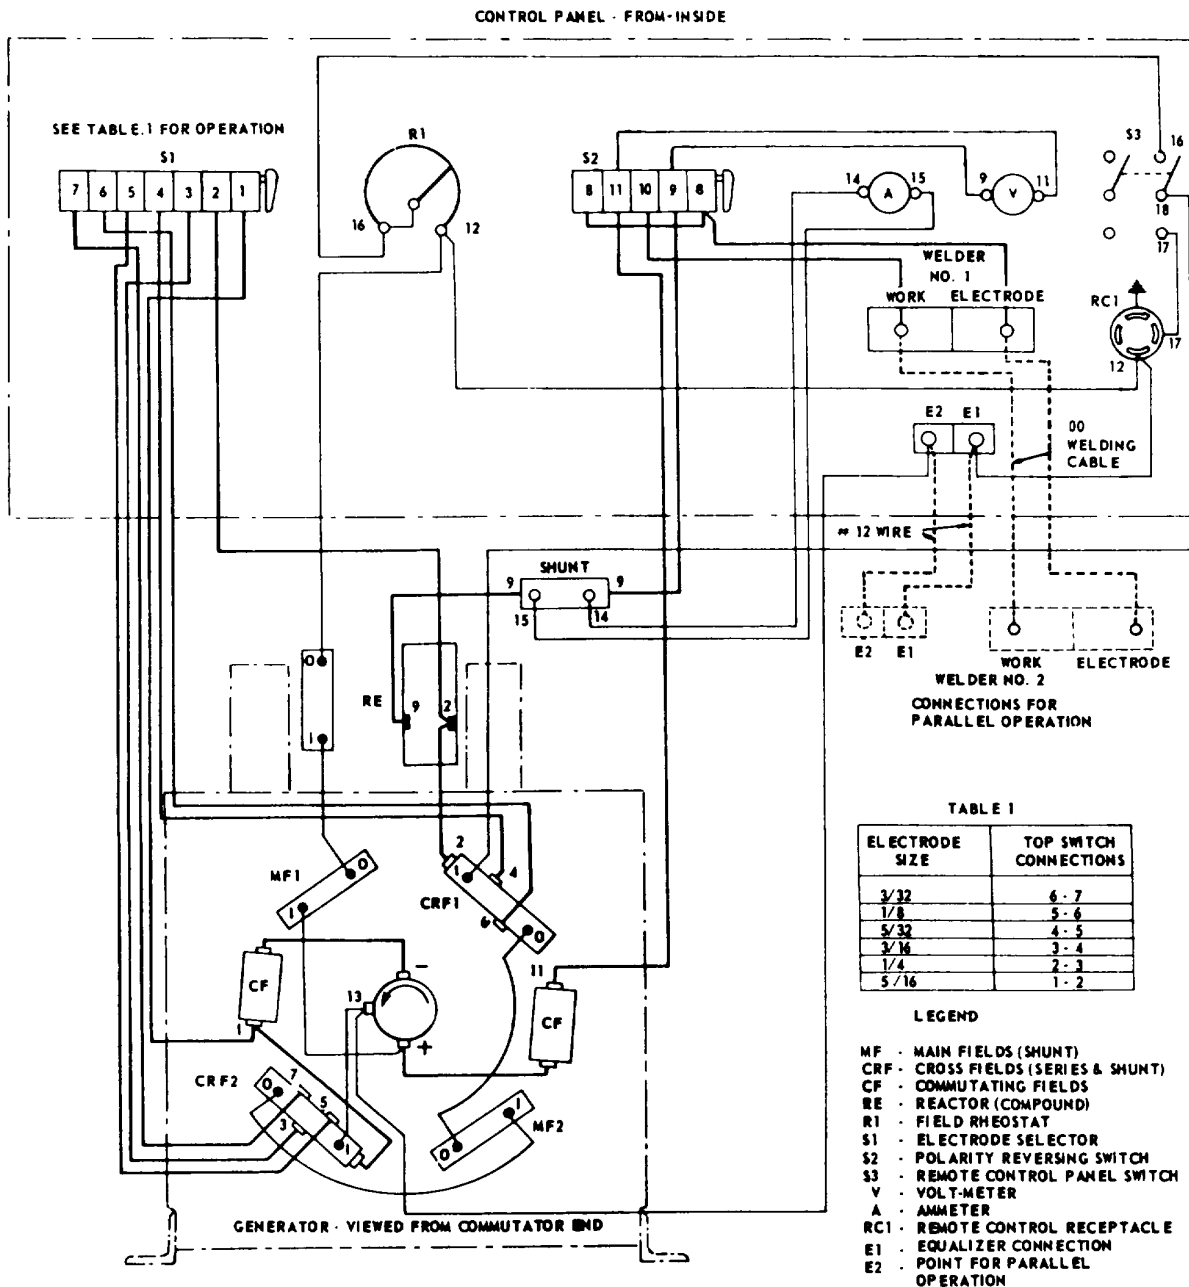 CONTROL PANEL - FROM-INSIDE
SEE TABLE.1 FOR OPERATION
S1
7 6 5 4 3 2 1
R1
16
12
S2
8 11 10 9 8
14 A 15
9 V 11
S3
16
18
17
WELDER
NO. 1
WORK ELECTRODE
RC1
17
12
E2 E1
00
WELDING
CABLE
# 12 WIRE
SHUNT
9 9
15 14
E2 E1
WORK ELECTRODE
WELDER NO. 2
CONNECTIONS FOR
PARALLEL OPERATION
0
1
RE
9 2
MF1
0
1
2
1
4
CRF1
6
0
CF
1
13
-
+
11
CF
CRF2
0
7
5
3
1
MF2
1
0
GENERATOR - VIEWED FROM COMMUTATOR END
TABLE 1
ELECTRODE SIZE TOP SWITCH CONNECTIONS
3/32 6 - 7
1/8 5 - 6
5/32 4 - 5
3/16 3 - 4
1/4 2 - 3
5/16 1 - 2
LEGEND
MF - MAIN FIELDS (SHUNT)
CRF - CROSS FIELDS (SERIES & SHUNT)
CF - COMMUTATING FIELDS
RE - REACTOR (COMPOUND)
R1 - FIELD RHEOSTAT
S1 - ELECTRODE SELECTOR
S2 - POLARITY REVERSING SWITCH
S3 - REMOTE CONTROL PANEL SWITCH
V - VOLT-METER
A - AMMETER
RC1 - REMOTE CONTROL RECEPTACLE
E1 - EQUALIZER CONNECTION
E2 - POINT FOR PARALLEL
OPERATION